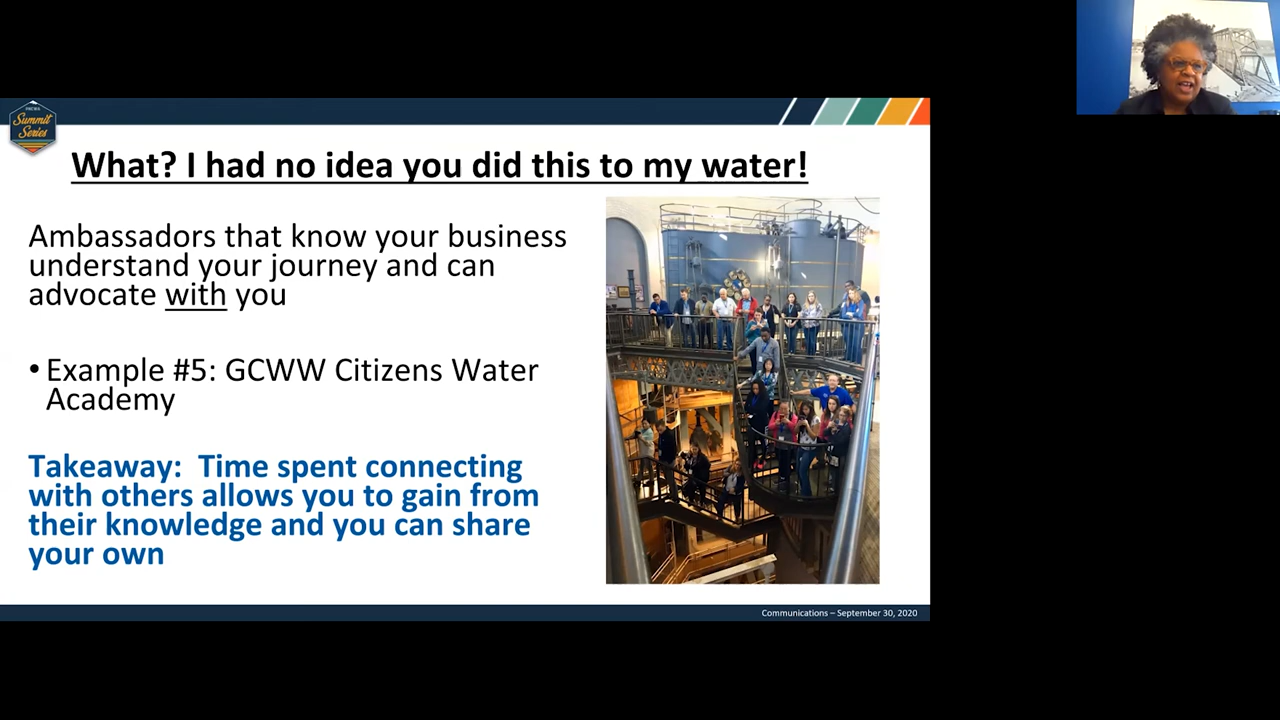 Summit
Series
What? I had no idea you did this to my water!
Ambassadors that know your business
understand your journey and can
advocate with you
• Example #5: GCWW Citizens Water
Academy
Takeaway:  Time spent connecting
with others allows you to gain from
their knowledge and you can share
your own
Communications – September 30, 2020